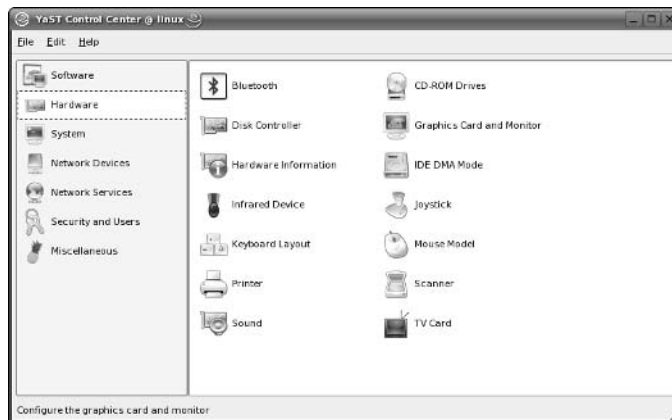 YaST Control Center @ linux
File Edit Help
Software
Hardware
System
Network Devices
Network Services
Security and Users
Miscellaneous
Bluetooth
CD-ROM Drives
Disk Controller
Graphics Card and Monitor
Hardware Information
IDE DMA Mode
Infrared Device
Joystick
Keyboard Layout
Mouse Model
Printer
Scanner
Sound
TV Card
Configure the graphics card and monitor